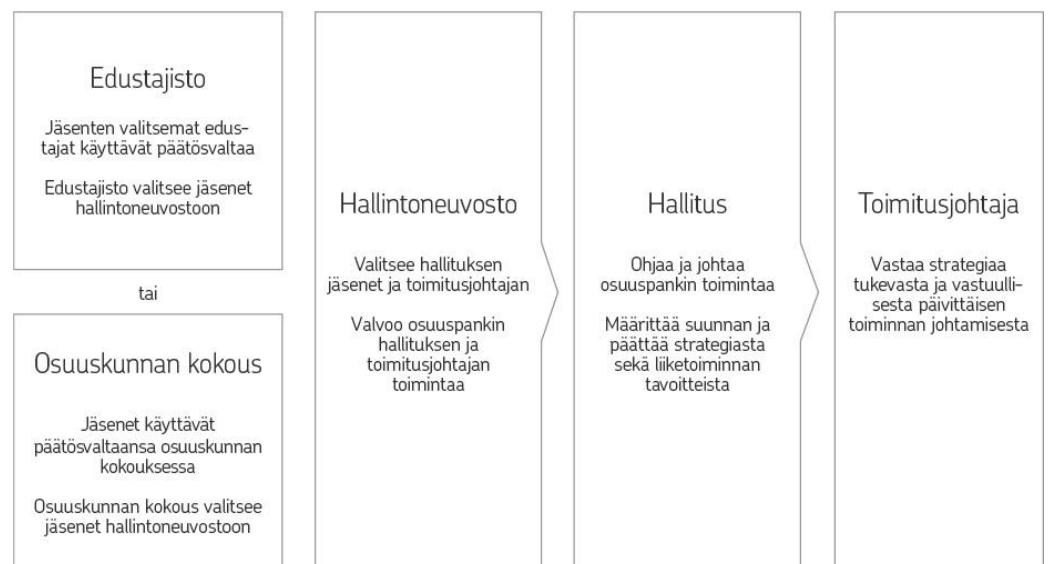 Edustajisto
Jäsenten valitsemat edus-
tajat käyttävät päätösvaltaa
Edustajisto valitsee jäsenet
hallintoneuvostoon
tai
Osuuskunnan kokous
Jäsenet käyttävät
päätösvaltaansa osuuskunnan
kokouksessa
Osuuskunnan kokous valitsee
jäsenet hallintoneuvostoon
Hallintoneuvosto
Valitsee hallituksen
jäsenet ja toimitusjohtajan
Valvoo osuuspankin
hallituksen ja
toimitusjohtajan
toimintaa
Hallitus
Ohjaa ja johtaa
osuuspankin toimintaa
Määrittää suunnan ja
päättää strategiasta
sekä liiketoiminnan
tavoitteista
Toimitusjohtaja
Vastaa strategiaa
tukevasta ja vastuulli-
sesta päivittäisen
toiminnan johtamisesta